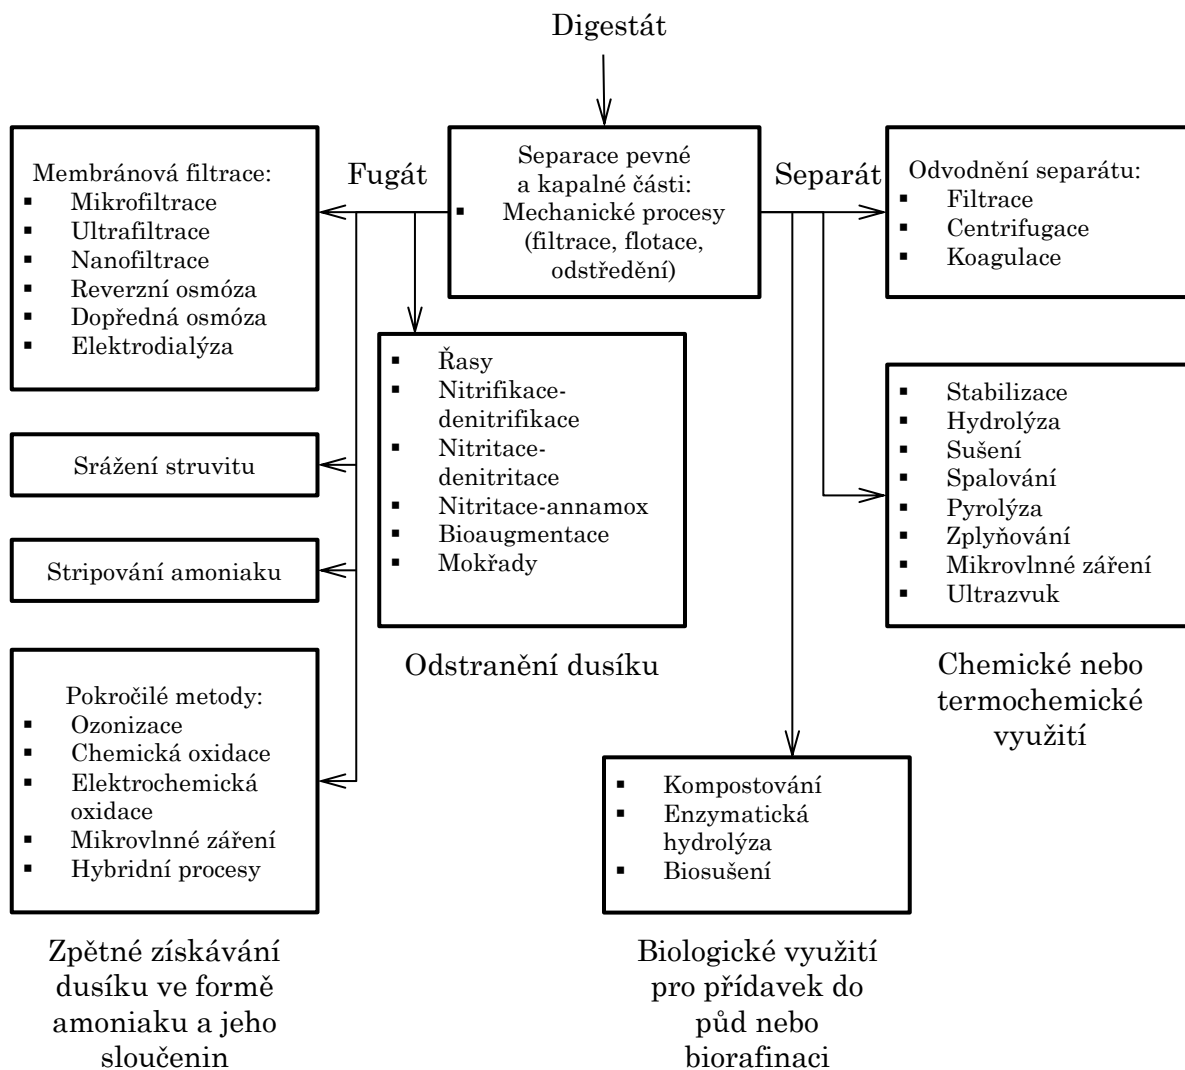 Digestát
Membránová filtrace:
▪ Mikrofiltrace
▪ Ultrafiltrace
▪ Nanofiltrace
▪ Reverzní osmóza
▪ Dopředná osmóza
▪ Elektrodialýza
Fugát
Separace pevné
a kapalné části:
▪ Mechanické procesy
(filtrace, flotace,
odstředění)
Separát
Odvodnění separátu:
▪ Filtrace
▪ Centrifugace
▪ Koagulace
Srážení struvitu
Stripování amoniaku
Pokročilé metody:
▪ Ozonizace
▪ Chemická oxidace
▪ Elektrochemická
oxidace
▪ Mikrovlnné záření
▪ Hybridní procesy
Zpětné získávání
dusíku ve formě
amoniaku a jeho
sloučenin
▪ Řasy
▪ Nitrifikace-
denitrifikace
▪ Nitritace-
denitritace
▪ Nitritace-annamox
▪ Bioaugmentace
▪ Mokřady
Odstranění dusíku
▪ Stabilizace
▪ Hydrolýza
▪ Sušení
▪ Spalování
▪ Pyrolýza
▪ Zplyňování
▪ Mikrovlnné záření
▪ Ultrazvuk
Chemické nebo
termochemické
využití
▪ Kompostování
▪ Enzymatická
hydrolýza
▪ Biosušení
Biologické využití
pro přídavek do
půd nebo
biorafinaci